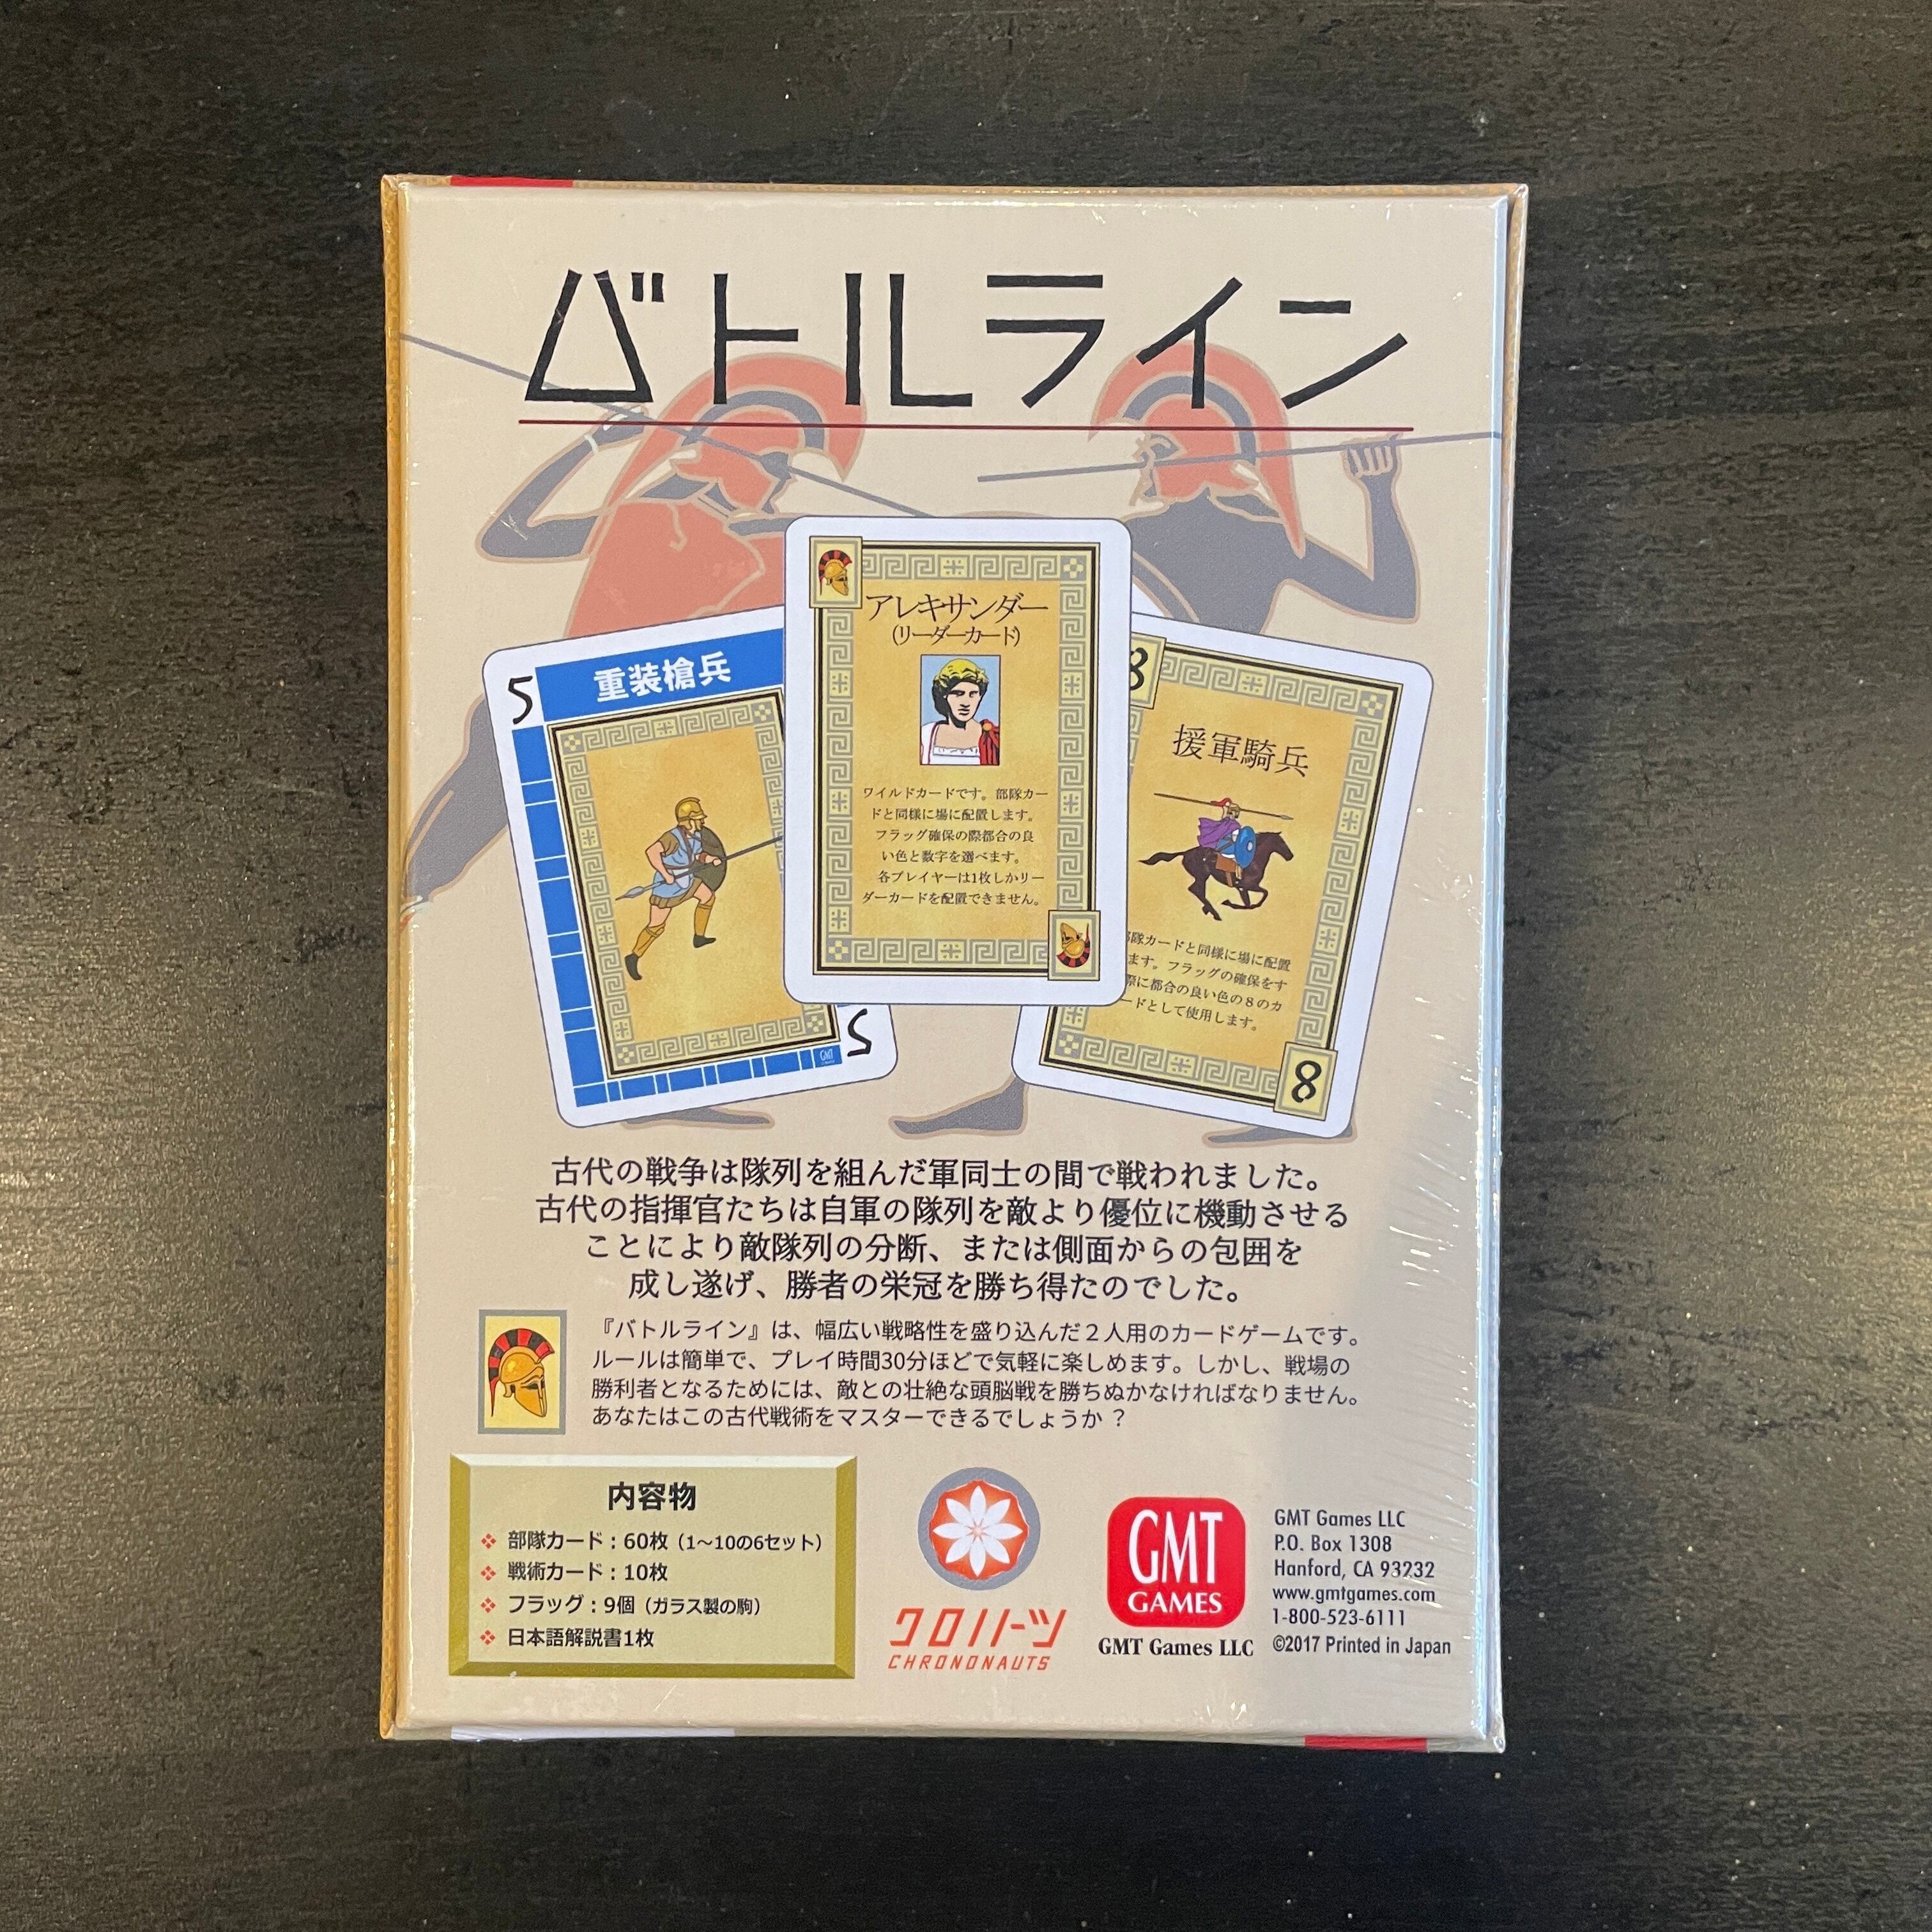 バトルライン
5
重装槍兵
GMT
5
アレキサンダー
(リーダーカード)
ワイルドカードです。部隊カー
ドと同様に場に配置します。
フラッグ確保の際都合の良
い色と数字を選べます。
各プレイヤーは1枚しかリー
ダーカードを配置できません。
8
援軍騎兵
部隊カードと同様に場に配置
ます。フラッグの確保をす
際に都合の良い色の8のカ
ードとして使用します。
8
古代の戦争は隊列を組んだ軍同士の間で戦われました。
古代の指揮官たちは自軍の隊列を敵より優位に機動させる
ことにより敵隊列の分断、または側面からの包囲を
成し遂げ、勝者の栄冠を勝ち得たのでした。
『バトルライン』は、幅広い戦略性を盛り込んだ2人用のカードゲームです。
ルールは簡単で、プレイ時間30分ほどで気軽に楽しめます。しかし、戦場の
勝利者となるためには、敵との壮絶な頭脳戦を勝ちぬかなければなりません。
あなたはこの古代戦術をマスターできるでしょうか？
内容物
❖ 部隊カード：60枚（1～10の6セット）
❖ 戦術カード：10枚
❖ フラッグ：9個（ガラス製の駒）
❖ 日本語解説書1枚
クロノノーツ
CHRONONAUTS
GMT
GAMES
GMT Games LLC
GMT Games LLC
P.O. Box 1308
Hanford, CA 93232
www.gmtgames.com
1-800-523-6111
©2017 Printed in Japan